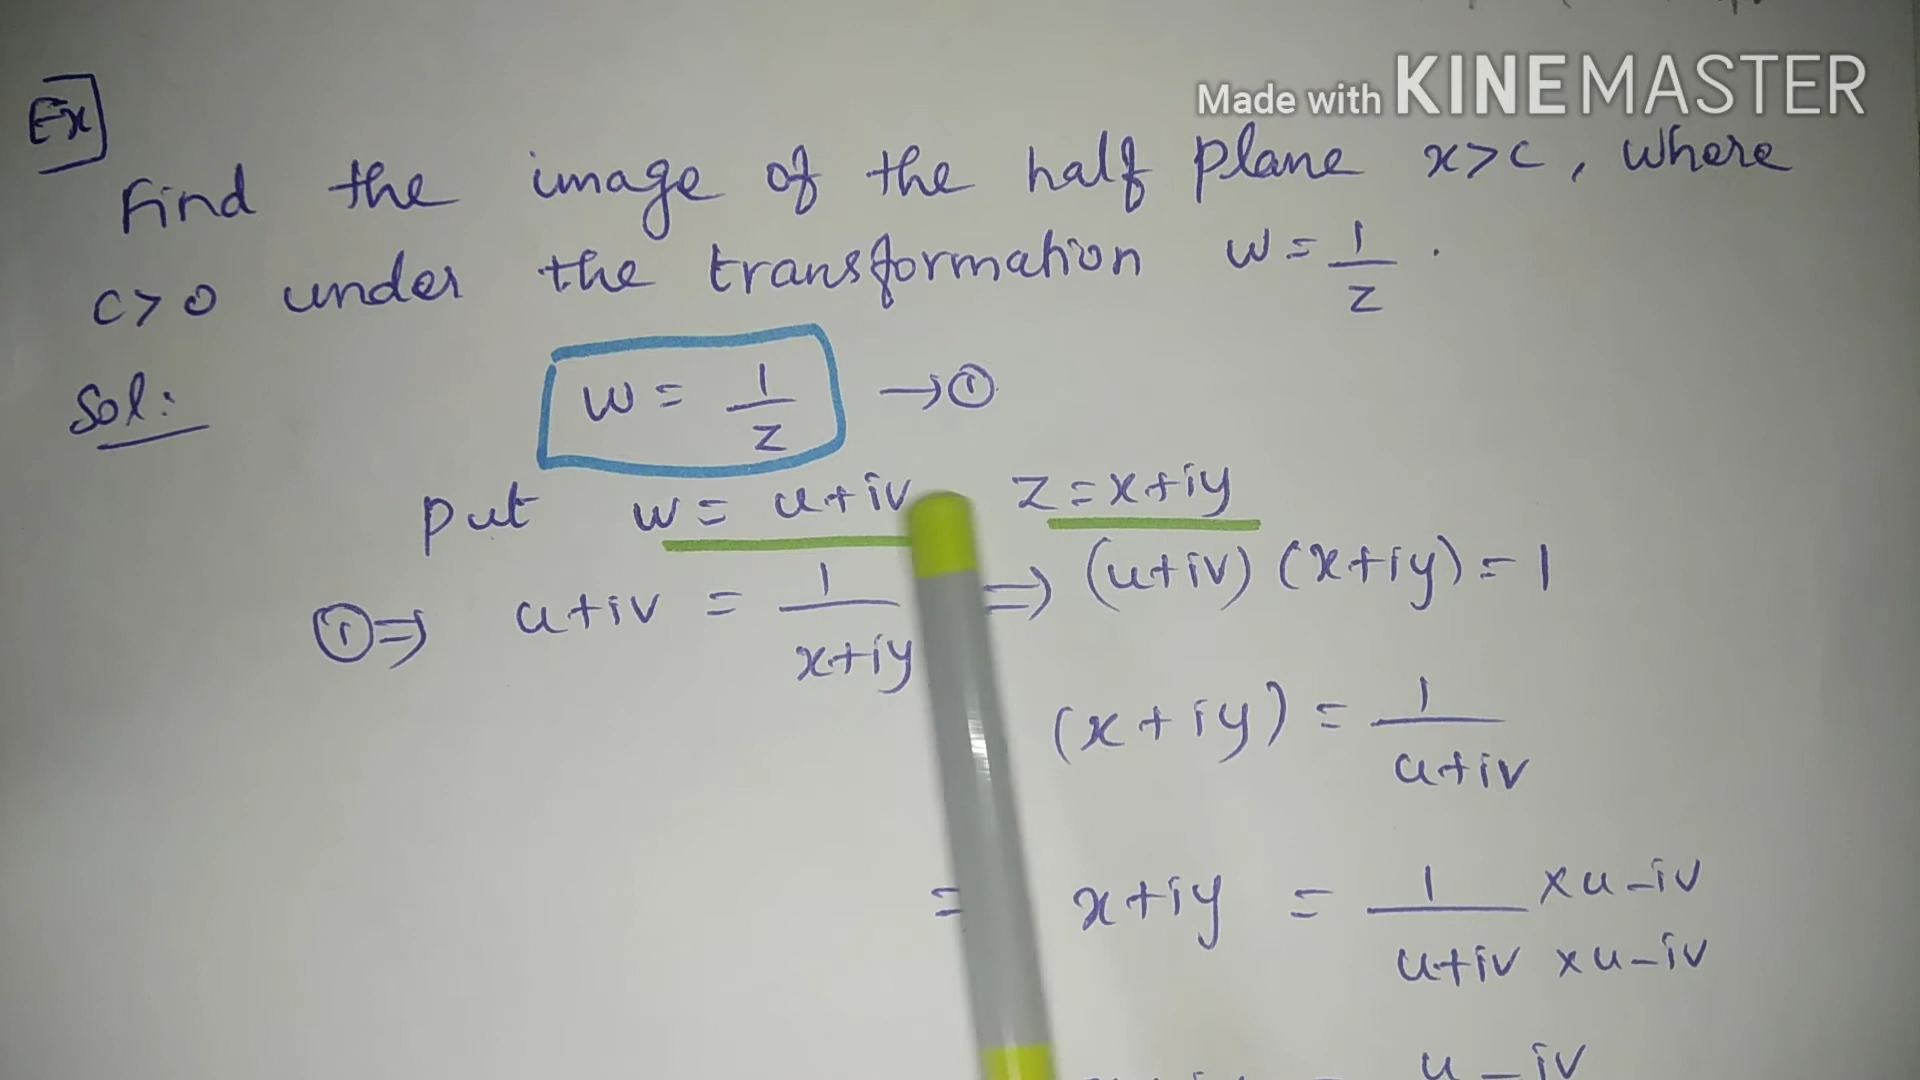 Made with KINEMASTER
Ex
Find the image of the half plane x>c, where
c>0 under the transformation w = 1/z .
Sol:
w = 1/z → ①
put w = u+iv z = x+iy
① ⇒ u+iv = 1/(x+iy) ⇒ (u+iv) (x+iy) = 1
(x+iy) = 1/(u+iv)
= x+iy = 1/(u+iv) × u-iv / × u-iv
u-iv